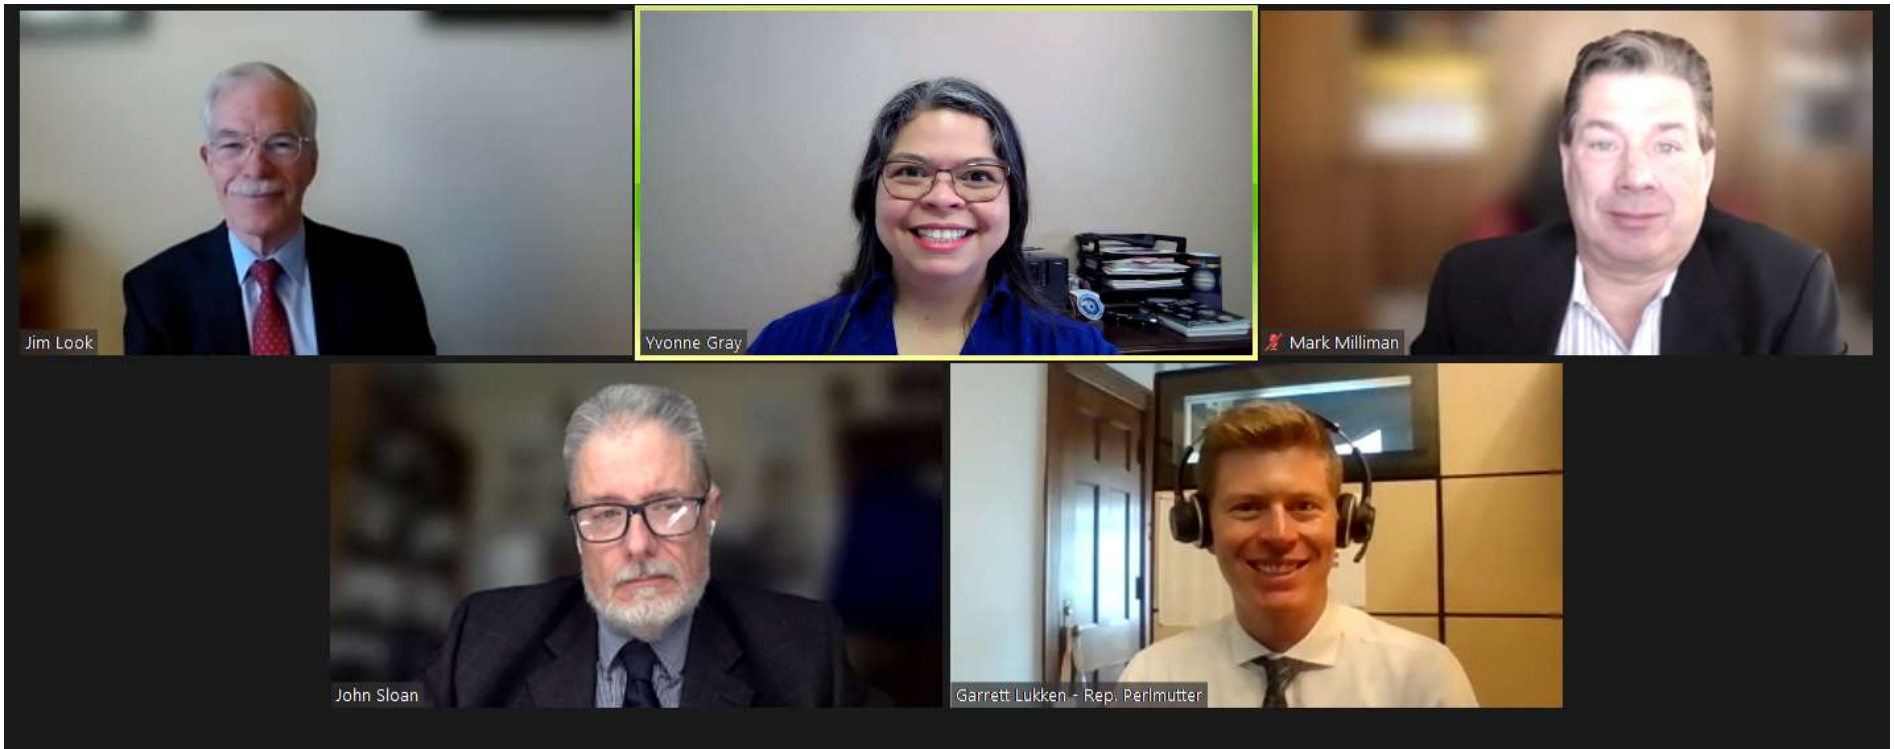 Jim Look
Yvonne Gray
Mark Milliman
John Sloan
Garrett Lukken - Rep. Perlmutter